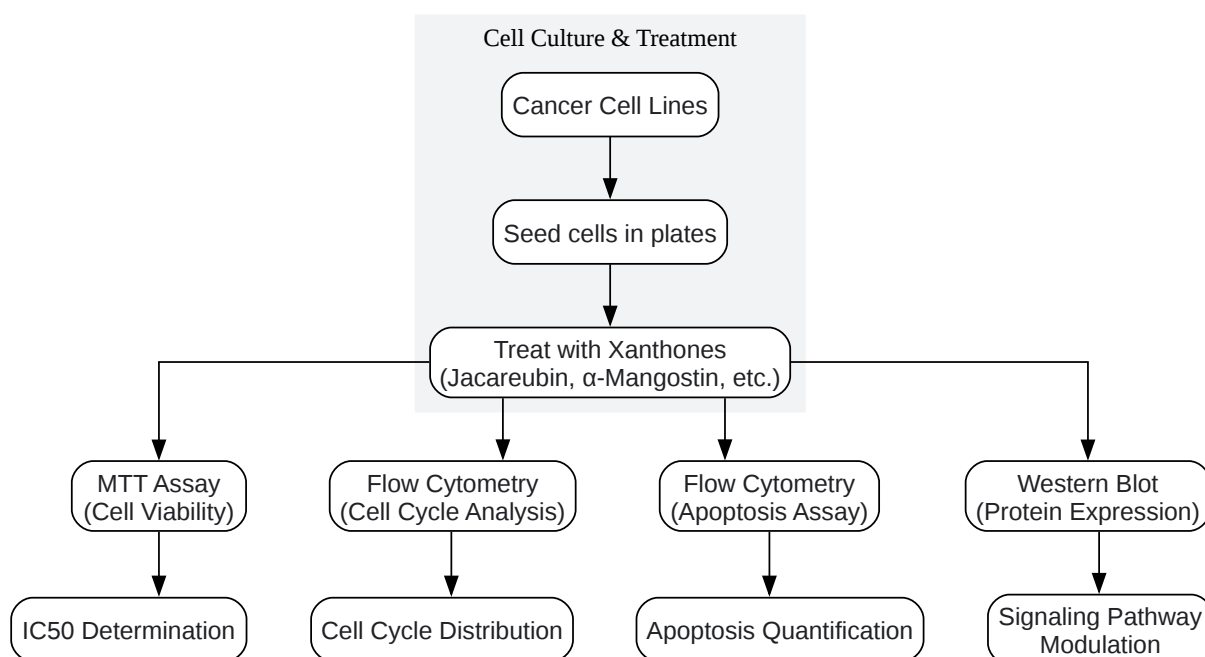 Cell Culture & Treatment
Cancer Cell Lines
Seed cells in plates
Treat with Xanthones
(Jacareubin, α-Mangostin, etc.)
MTT Assay
(Cell Viability)
Flow Cytometry
(Cell Cycle Analysis)
Flow Cytometry
(Apoptosis Assay)
Western Blot
(Protein Expression)
IC50 Determination
Cell Cycle Distribution
Apoptosis Quantification
Signaling Pathway
Modulation